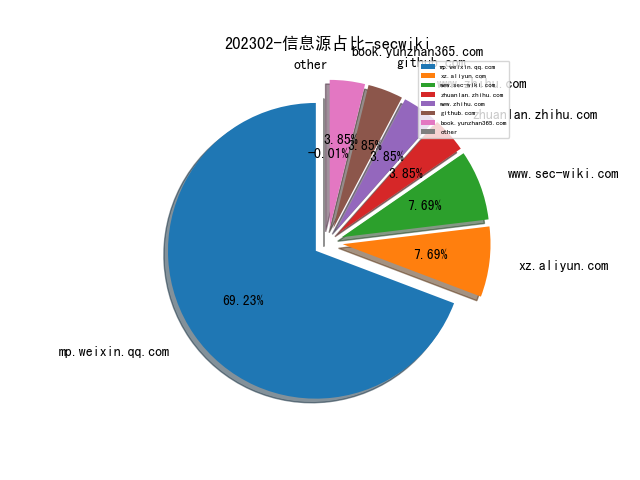 202302-信息源占比-secwiki
book.yunzhan365.com
other
github.com
www.zhihu.com
zhuanlan.zhihu.com
www.sec-wiki.com
xz.aliyun.com
mp.weixin.qq.com
mp.weixin.qq.com
xz.aliyun.com
www.sec-wiki.com
zhuanlan.zhihu.com
www.zhihu.com
github.com
book.yunzhan365.com
other
3.85%
-0.01%
3.85%
3.85%
3.85%
7.69%
7.69%
69.23%